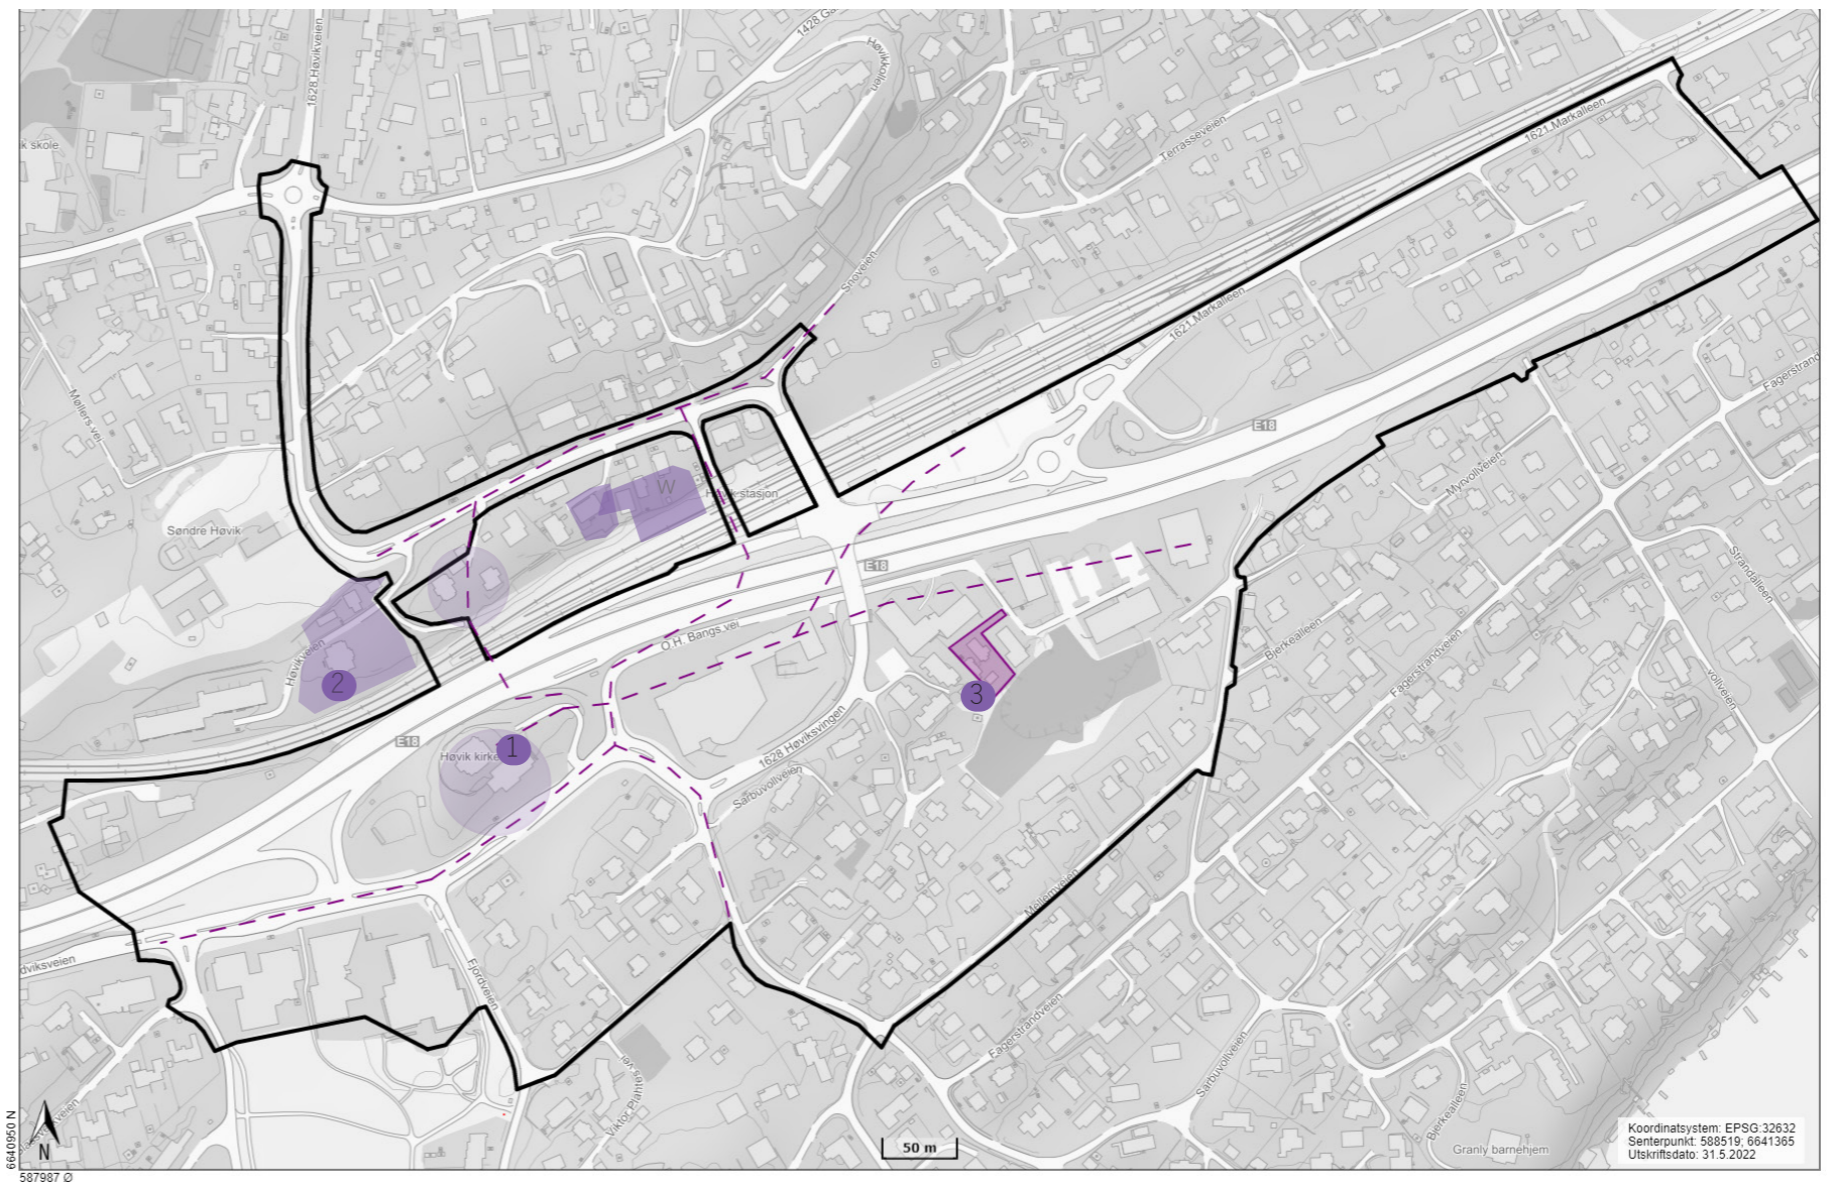 1428 Ga
Høvikkollen
1628 Høvikveien
k skole
Terrasseveien
1621 Markalleen
Snoveien
1621 Markalleen
Møllers vei
Fagerstrand
E18
W
Høvik stasjon
Myrvollveien
Søndre Høvik
E18
Strandalleen
O.H. Bangs vei
Bjerkealleen
Høvikveien
2
3
Fagerstrandveien
vollveien
E18
1
Høvik kirke
1628 Høviksvingen
Sarbuvollveien
Mellomveien
dviksveien
Fjordveien
Fagerstrandveien
Sarbuvollveien
Viktor Plahtes vei
Bjerkealleen
6640950 N
N
50 m
Granly barnehjem
Koordinatsystem: EPSG:32632
Senterpunkt: 588519; 6641365
Utskriftsdato: 31.5.2022
587987 Ø